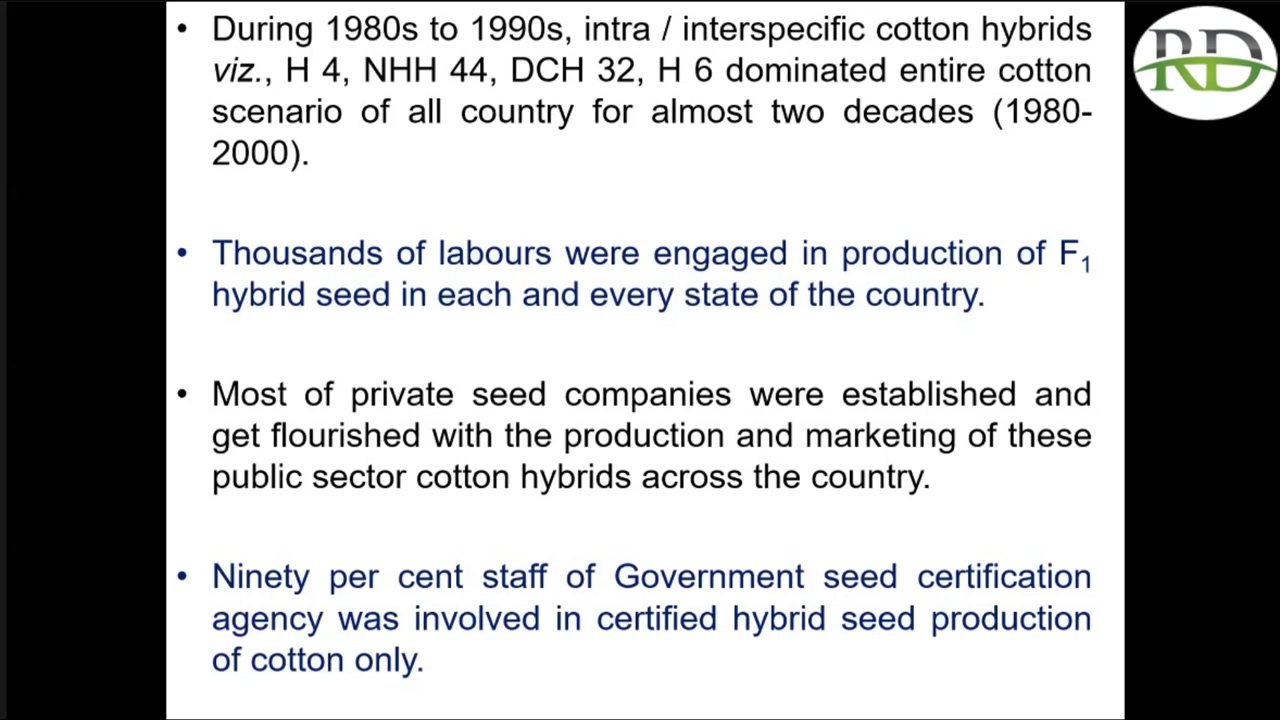 • During 1980s to 1990s, intra / interspecific cotton hybrids
viz., H 4, NHH 44, DCH 32, H 6 dominated entire cotton
scenario of all country for almost two decades (1980-
2000).
• Thousands of labours were engaged in production of F₁
hybrid seed in each and every state of the country.
• Most of private seed companies were established and
get flourished with the production and marketing of these
public sector cotton hybrids across the country.
• Ninety per cent staff of Government seed certification
agency was involved in certified hybrid seed production
of cotton only.
RD